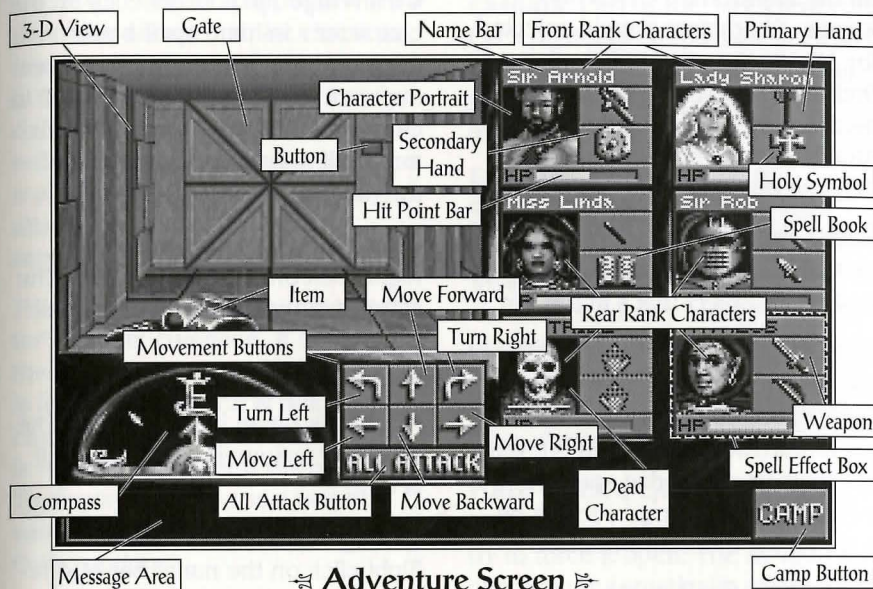 3-D View
Gate
Name Bar
Front Rank Characters
Primary Hand
Sir Arnold
Lady Sharon
Character Portrait
Button
Secondary Hand
HP
HP
Holy Symbol
Hit Point Bar
Miss Linda
Sir Rob
Spell Book
Item
Move Forward
Rear Rank Characters
Turn Right
Movement Buttons
Turn Left
Move Left
Move Right
Weapon
HP
Spell Effect Box
ALL ATTACK
Compass
All Attack Button
Move Backward
Dead Character
CAMP
Message Area
Adventure Screen
Camp Button